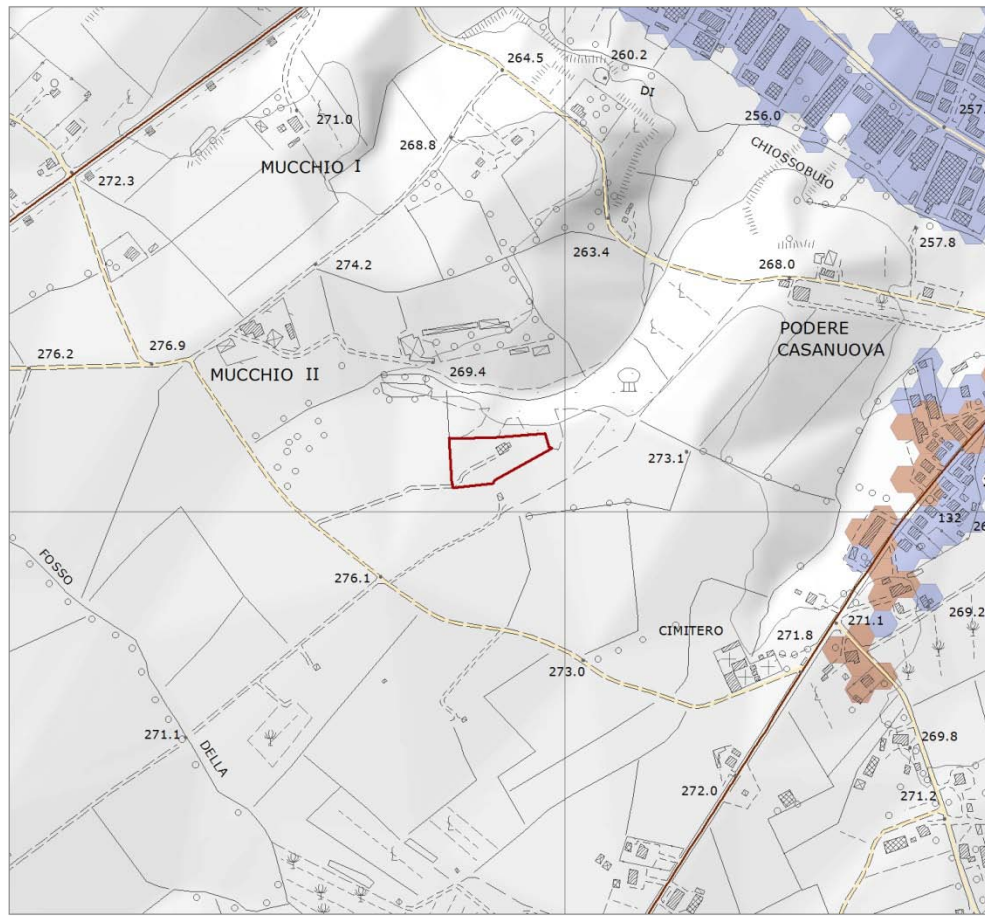 264.5
260.2
DI
271.0
256.0
257.
268.8
CHIOSSOBUIO
MUCCHIO I
272.3
257.8
263.4
274.2
268.0
PODERE
CASANUOVA
276.9
276.2
MUCCHIO II
269.4
273.1
132
26
FOSSO
276.1
269.2
271.1
CIMITERO
271.8
273.0
271.1
DELLA
269.8
272.0
271.2